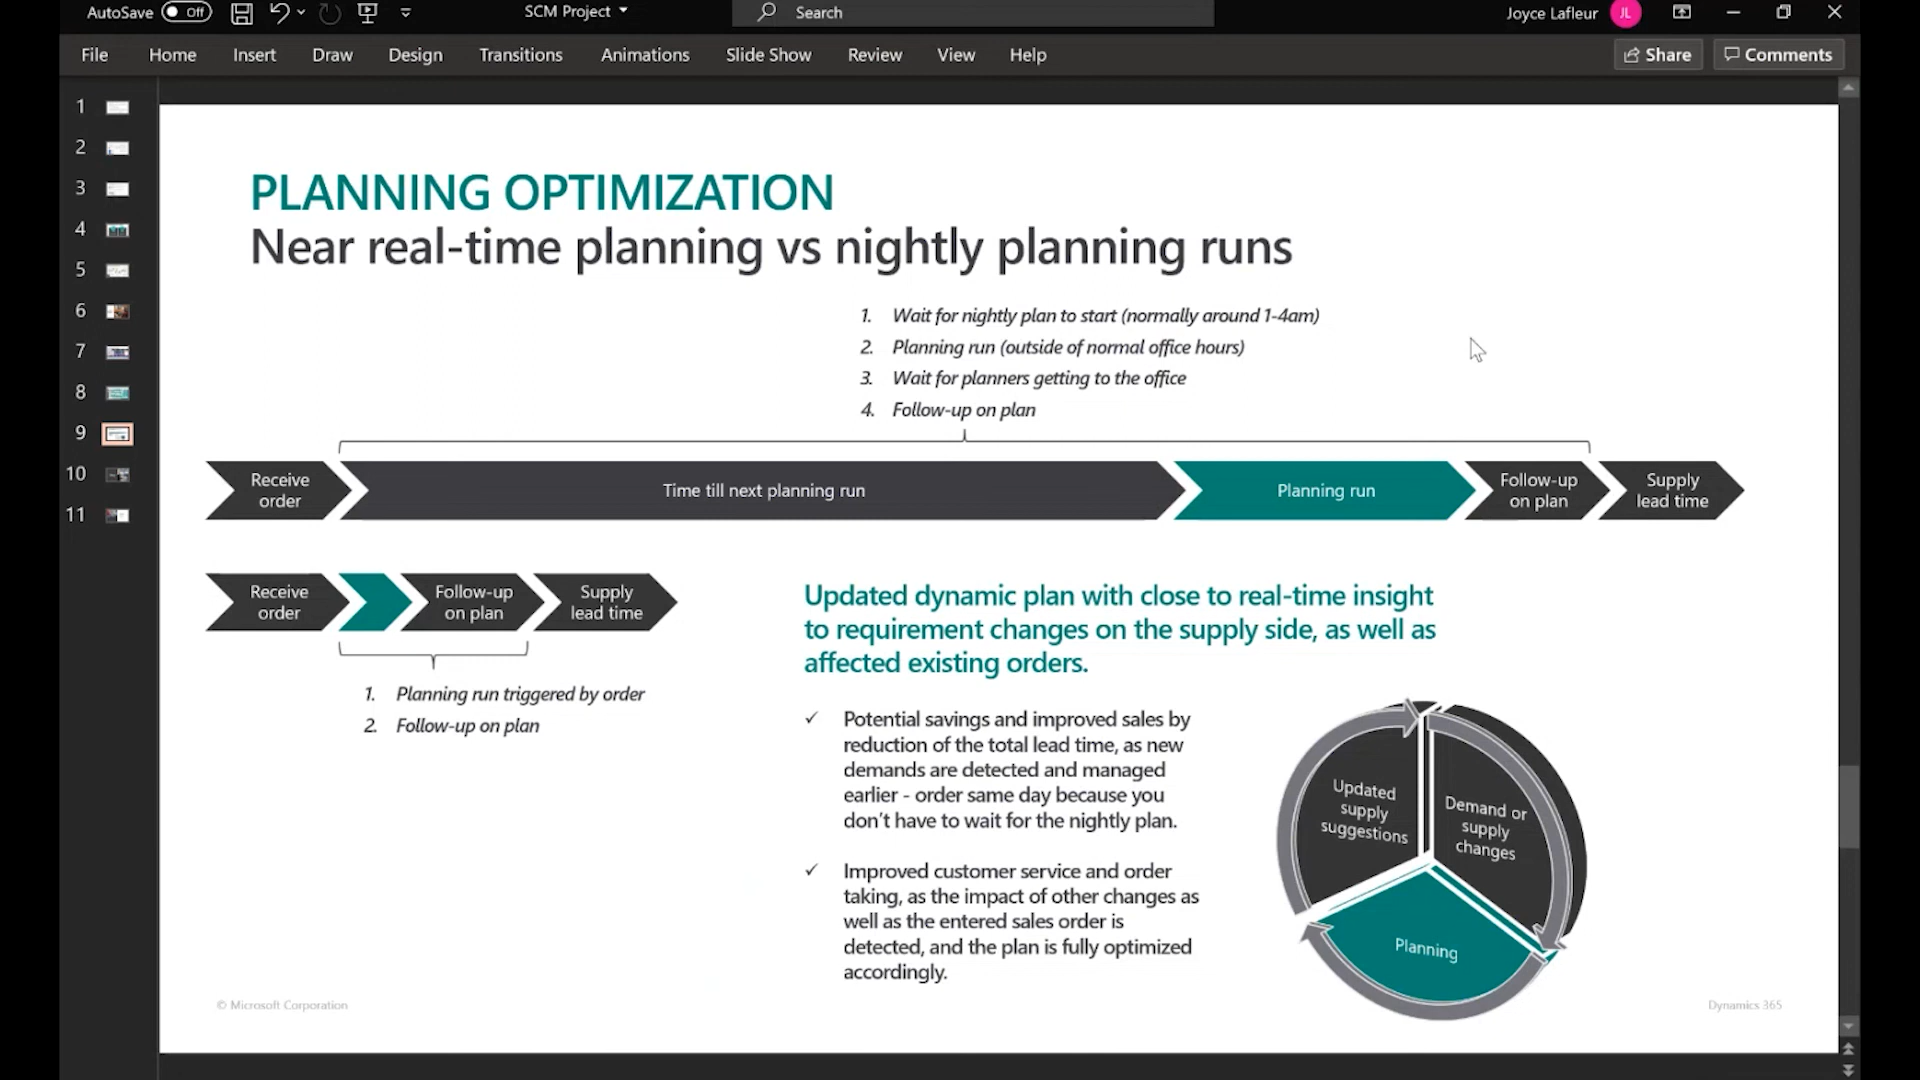 AutoSave Off
SCM Project
Search
Joyce Lafleur JL
File Home Insert Draw Design Transitions Animations Slide Show Review View Help Share Comments
1
2
3
4
5
6
7
8
9
10
11
PLANNING OPTIMIZATION
Near real-time planning vs nightly planning runs
1. Wait for nightly plan to start (normally around 1-4am)
2. Planning run (outside of normal office hours)
3. Wait for planners getting to the office
4. Follow-up on plan
Receive
order
Time till next planning run
Planning run
Follow-up
on plan
Supply
lead time
Receive
order
Follow-up
on plan
Supply
lead time
1. Planning run triggered by order
2. Follow-up on plan
Updated dynamic plan with close to real-time insight
to requirement changes on the supply side, as well as
affected existing orders.
✓ Potential savings and improved sales by
reduction of the total lead time, as new
demands are detected and managed
earlier - order same day because you
don't have to wait for the nightly plan.
✓ Improved customer service and order
taking, as the impact of other changes as
well as the entered sales order is
detected, and the plan is fully optimized
accordingly.
Updated
supply
suggestions
Demand or
supply
changes
Planning
© Microsoft Corporation
Dynamics 365